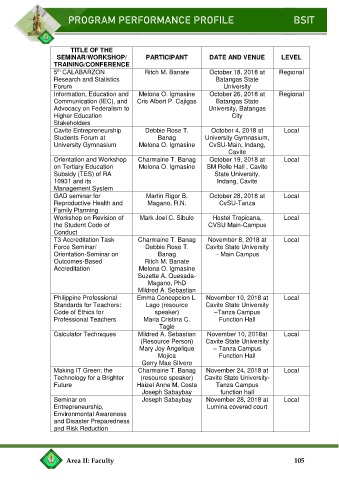 PROGRAM PERFORMANCE PROFILE BSIT
TITLE OF THE SEMINAR/WORKSHOP/ TRAINING/CONFERENCE PARTICIPANT DATE AND VENUE LEVEL
5th CALABARZON Ritch M. Banate October 18, 2018 at Regional
Research and Statistics Batangas State
Forum University
Information, Education and Melona O. Igmasine October 26, 2018 at Regional
Communication (IEC), and Cris Albert P. Cajigas Batangas State
Advocacy on Federalism to University, Batangas
Higher Education City
Stakeholders
Cavite Entrepreneurship Debbie Rose T. October 4, 2018 at Local
Students Forum at Banag University Gymnasium,
University Gymnasium Melona O. Igmasine CvSU-Main, Indang,
Cavite
Orientation and Workshop Charmaine T. Banag October 19, 2018 at Local
on Tertiary Education Melona O. Igmasine SM Rolle Hall , Cavite
Subsidy (TES) of RA State University,
10931 and its Indang, Cavite
Management System
GAD seminar for Martin Rigor B. October 28, 2018 at Local
Reproductive Health and Magano, R.N. CvSU-Tanza
Family Planning
Workshop on Revision of Mark Joel C. Sibulo Hostel Tropicana, Local
the Student Code of CVSU Main-Campus
Conduct
T3 Accreditation Task Charmaine T. Banag November 8, 2018 at Local
Force Seminar/ Debbie Rose T. Cavite State University
Orientation-Seminar on Banag – Main Campus
Outcomes-Based Ritch M. Banate
Accreditation Melona O. Igmasine
Suzette A. Quesada-
Magano, PhD
Mildred A. Sebastian
Philippine Professional Emma Concepcion L. November 10, 2018 at Local
Standards for Teachers: Lago (resource Cavite State University
Code of Ethics for speaker) –Tanza Campus
Professional Teachers Maria Cristina C. Function Hall
Tagle
Calculator Techniques Mildred A. Sebastian November 10, 2018at Local
(Resource Person) Cavite State University
Mary Joy Angelique – Tanza Campus
Mojica Function Hall
Gerry Mae Silvero
Making IT Green: the Charmaine T. Banag November 24, 2018 at Local
Technology for a Brighter (resource speaker) Cavite State University-
Future Haizel Anne M. Costa Tanza Campus
Joseph Sabaybay function hall
Seminar on Joseph Sabaybay November 28, 2018 at Local
Entrepreneurship, Lumina covered court
Environmental Awareness
and Disaster Preparedness
and Risk Reduction
Area II: Faculty 105